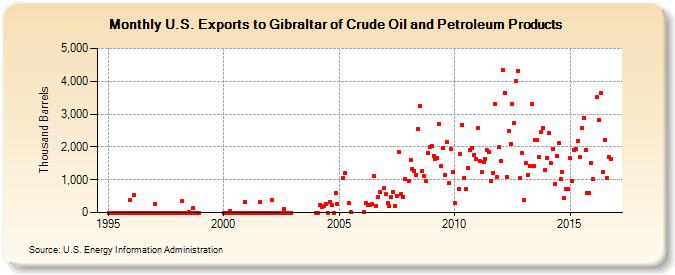 Monthly U.S. Exports to Gibraltar of Crude Oil and Petroleum Products
Thousand Barrels
5,000
4,000
3,000
2,000
1,000
0
1995 2000 2005 2010 2015
Source: U.S. Energy Information Administration